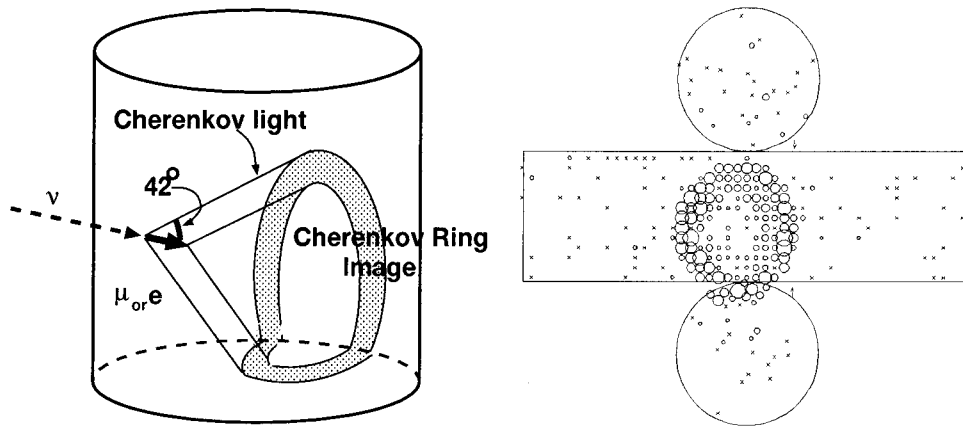 Cherenkov light
42°
ν
Cherenkov Ring
Image
μ or e